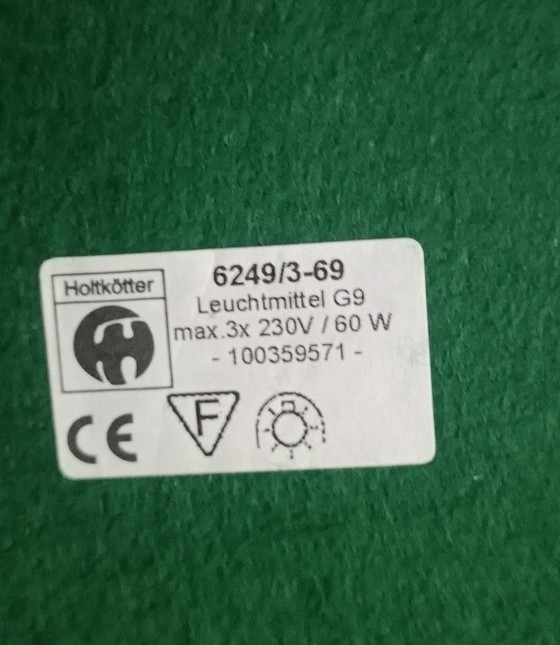 Holtkötter
6249/3-69
Leuchtmittel G9
max.3x 230V / 60 W
- 100359571 -
CE
F